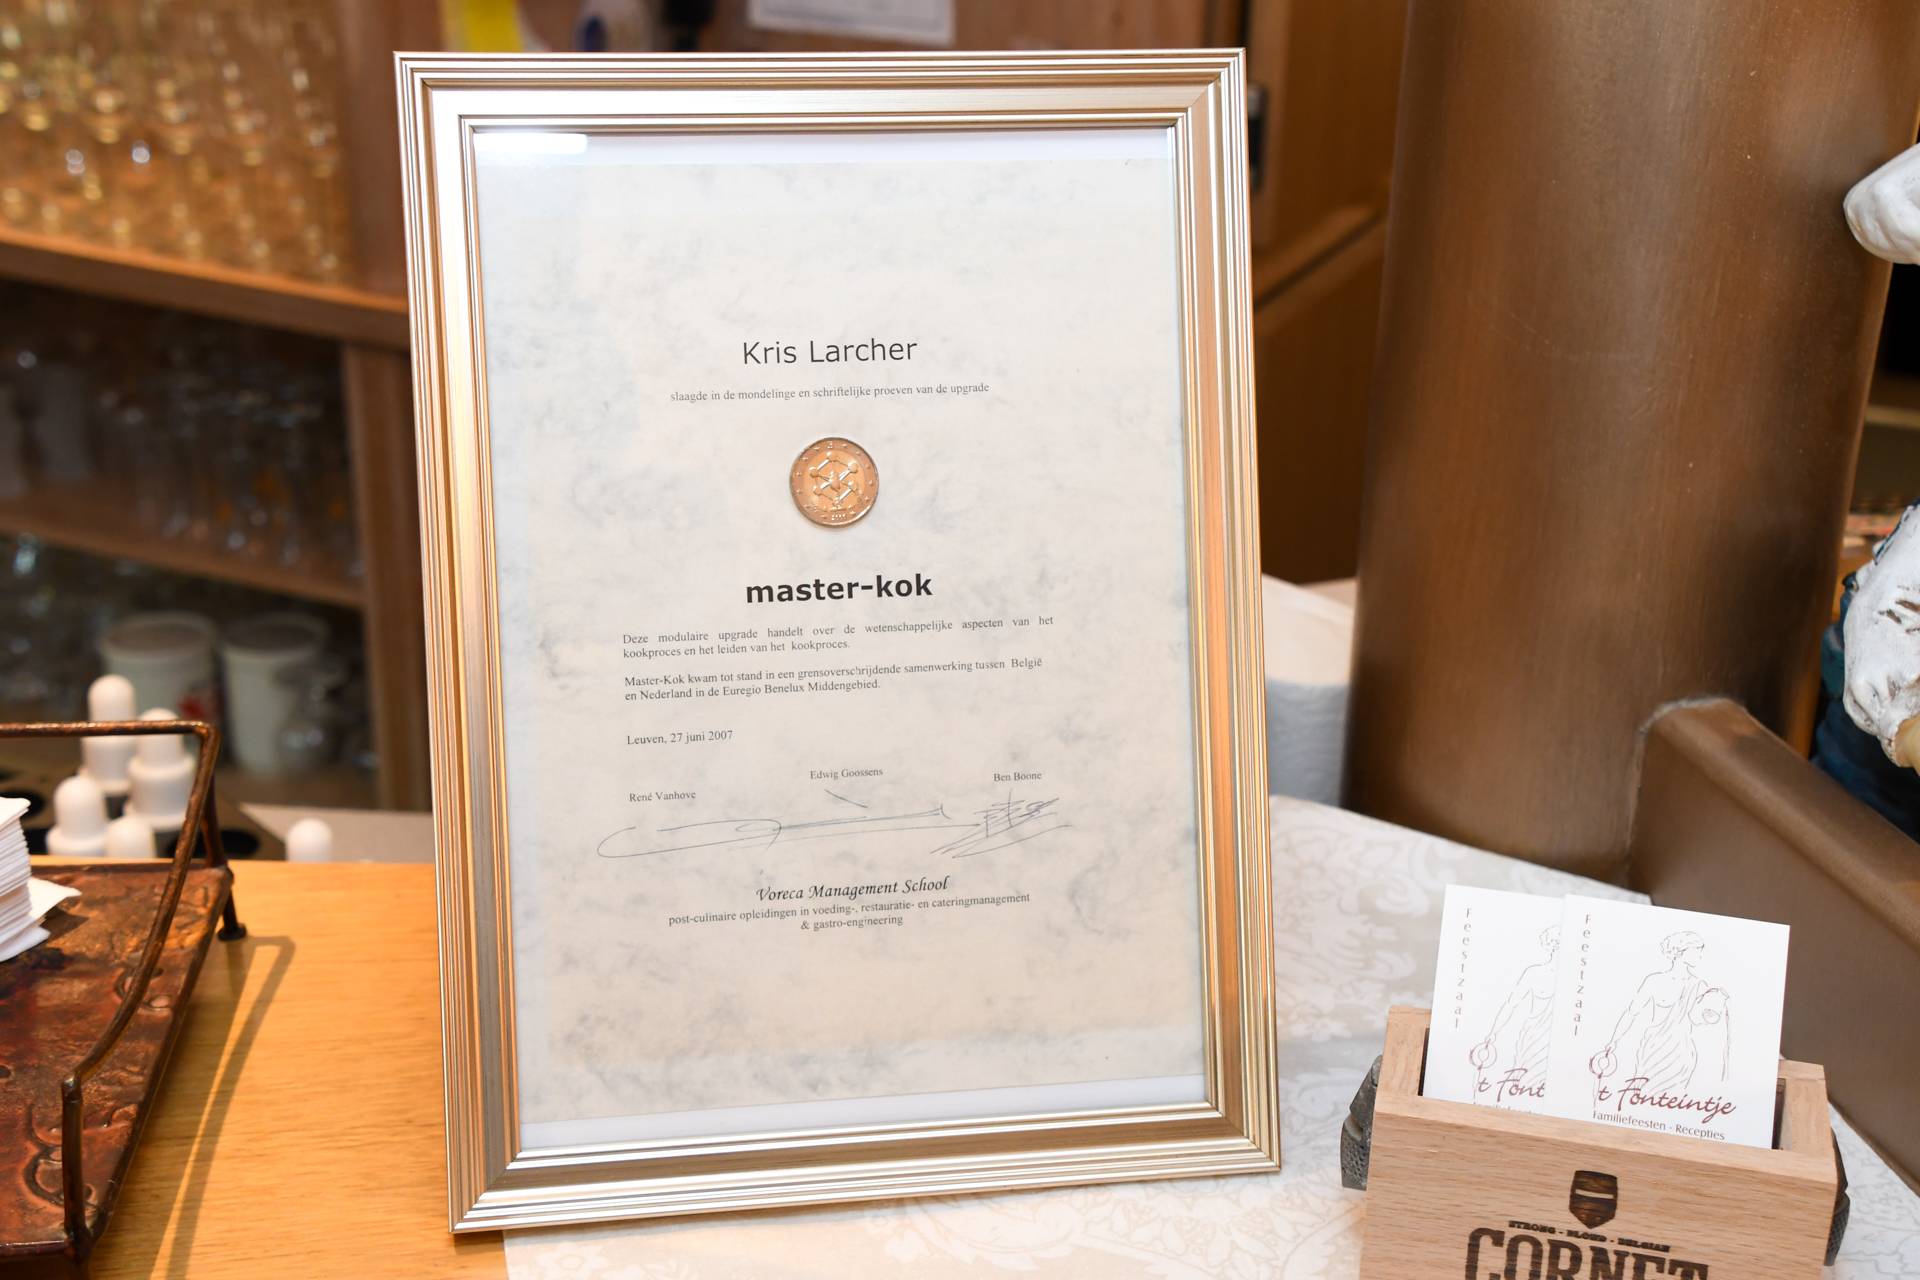 Kris Larcher
slaagde in de mondelinge en schriftelijke proeven van de upgrade
master-kok
Deze modulaire upgrade handelt over de wetenschappelijke aspecten van het
kookproces en het leiden van het kookproces.
Master-Kok kwam tot stand in een grensoverschrijdende samenwerking tussen België
en Nederland in de Euregio Benelux Middengebied.
Leuven, 27 juni 2007
Edwig Goossens
Ben Boone
René Vanhove
Voreca Management School
post-culinaire opleidingen in voeding-, restauratie- en cateringmanagement
& gastro-engineering
Feestzaal
't Font
Feestzaal
't Fonteintje
Familiefeesten - Recepties
STRONG - BLOND - BELGIAN
CORNET